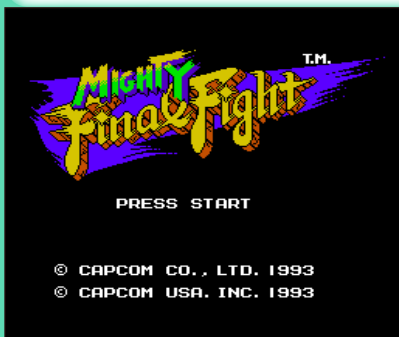 T.M.
MIGHTY
Final Fight
PRESS START
© CAPCOM CO., LTD. 1993
© CAPCOM USA. INC. 1993